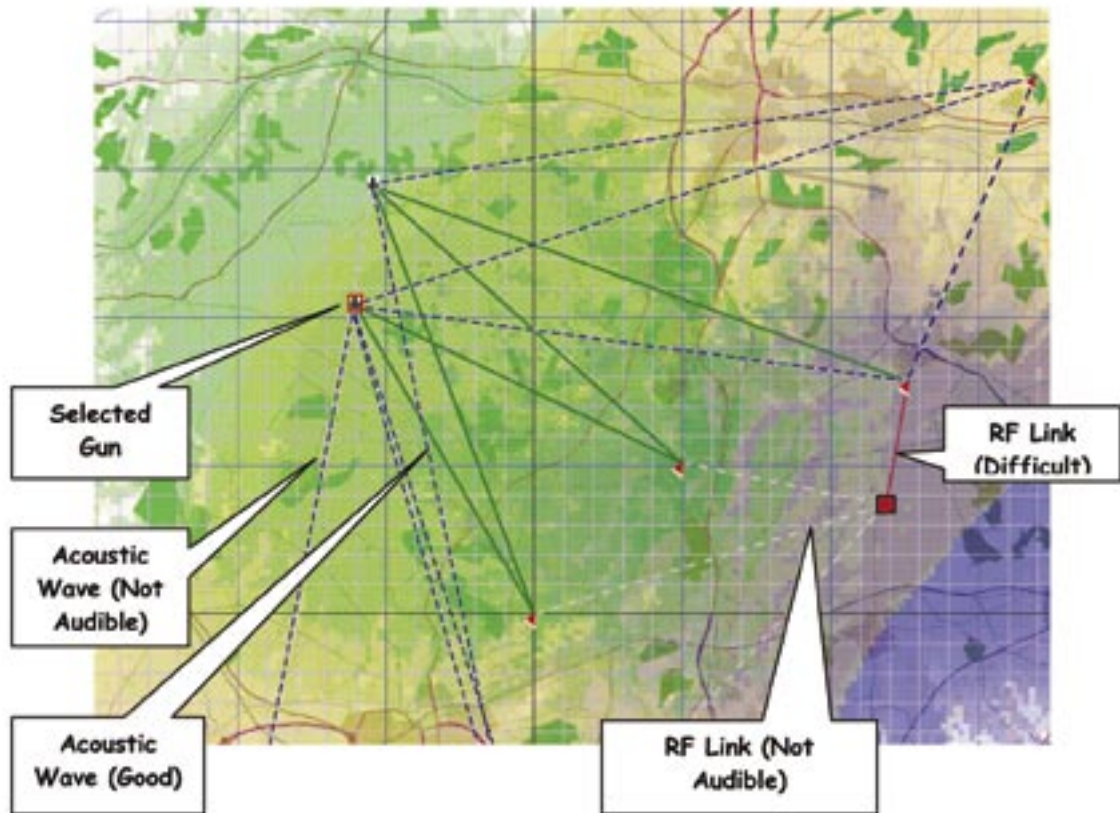 Selected
Gun
RF Link
(Difficult)
Acoustic
Wave (Not
Audible)
Acoustic
Wave (Good)
RF Link (Not
Audible)